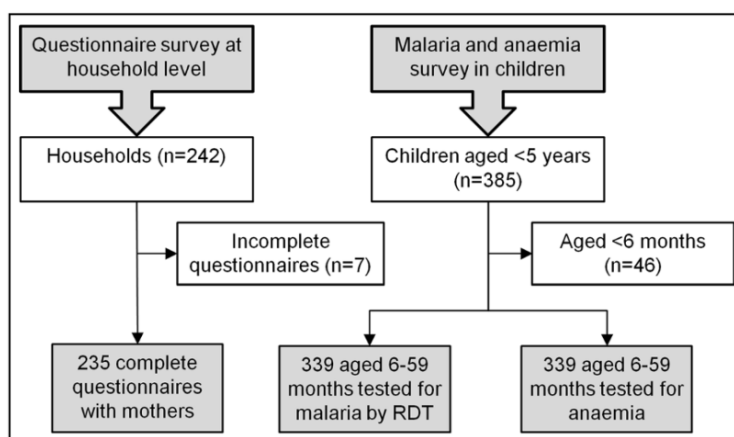 Questionnaire survey at
household level
Malaria and anaemia
survey in children
Households (n=242)
Children aged <5 years
(n=385)
Incomplete
questionnaires (n=7)
Aged <6 months
(n=46)
235 complete
questionnaires
with mothers
339 aged 6-59
months tested for
malaria by RDT
339 aged 6-59
months tested for
anaemia